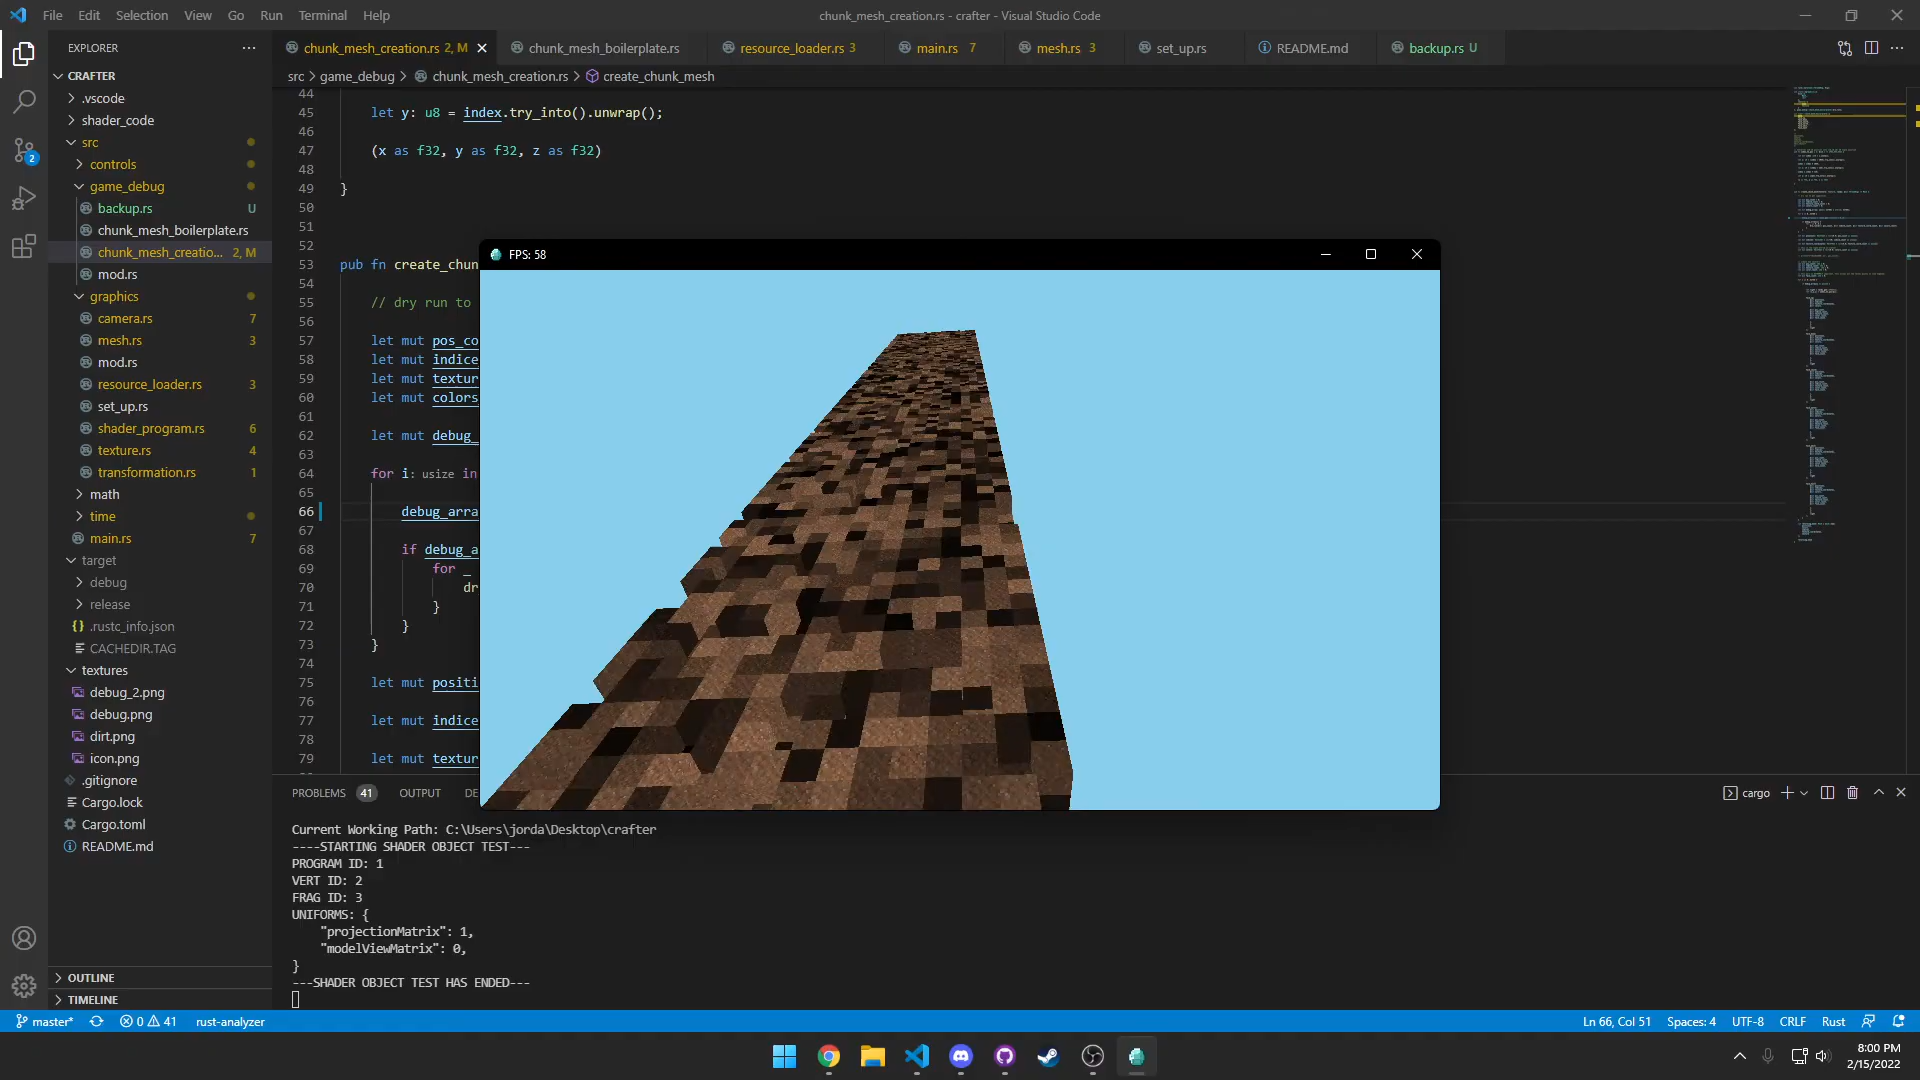 File Edit Selection View Go Run Terminal Help
chunk_mesh_creation.rs - crafter - Visual Studio Code
EXPLORER
CRAFTER
.vscode
shader_code
src
controls
game_debug
backup.rs U
chunk_mesh_boilerplate.rs
chunk_mesh_creatio... 2, M
mod.rs
graphics
camera.rs 7
mesh.rs 3
mod.rs
resource_loader.rs 3
set_up.rs
shader_program.rs 6
texture.rs 4
transformation.rs 1
math
time
main.rs 7
target
debug
release
.rustc_info.json
CACHEDIR.TAG
textures
debug_2.png
debug.png
dirt.png
icon.png
.gitignore
Cargo.lock
Cargo.toml
README.md
OUTLINE
TIMELINE
2
chunk_mesh_creation.rs 2, M chunk_mesh_boilerplate.rs resource_loader.rs 3 main.rs 7 mesh.rs 3 set_up.rs README.md backup.rs U
src > game_debug > chunk_mesh_creation.rs > create_chunk_mesh
44
45 let y: u8 = index.try_into().unwrap();
46
47 (x as f32, y as f32, z as f32)
48
49 }
50
51
52
53 pub fn create_chun
54
55 // dry run to
56
57 let mut pos_co
58 let mut indice
59 let mut textur
60 let mut colors
61
62 let mut debug_
63
64 for i: usize in
65
66 debug_arra
67
68 if debug_a
69 for _
70 dr
71 }
72 }
73 }
74
75 let mut positi
76
77 let mut indice
78
79 let mut textur
FPS: 58
PROBLEMS 41 OUTPUT DE
cargo
Current Working Path: C:\Users\jorda\Desktop\crafter
----STARTING SHADER OBJECT TEST---
PROGRAM ID: 1
VERT ID: 2
FRAG ID: 3
UNIFORMS: {
"projectionMatrix": 1,
"modelViewMatrix": 0,
}
---SHADER OBJECT TEST HAS ENDED---
master* 0 41 rust-analyzer
Ln 66, Col 51 Spaces: 4 UTF-8 CRLF Rust
8:00 PM
2/15/2022